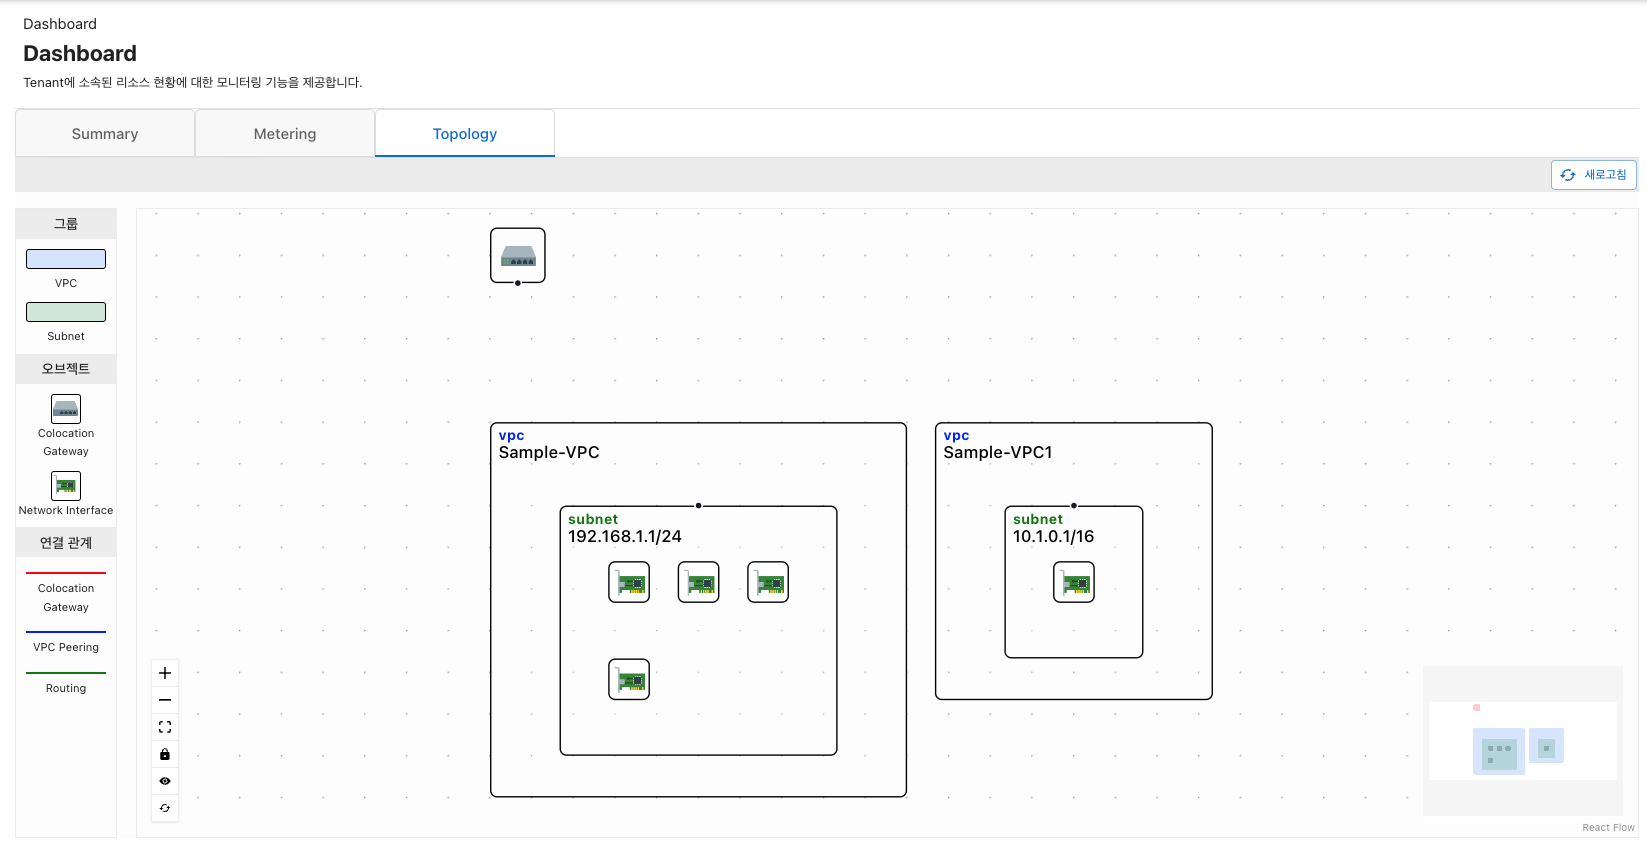 Dashboard
Dashboard
Tenant에 소속된 리소스 현황에 대한 모니터링 기능을 제공합니다.
Summary
Metering
Topology
새로고침
그룹
VPC
Subnet
오브젝트
Colocation
Gateway
Network Interface
연결 관계
Colocation
Gateway
VPC Peering
Routing
vpc
Sample-VPC
subnet
192.168.1.1/24
vpc
Sample-VPC1
subnet
10.1.0.1/16
React Flow